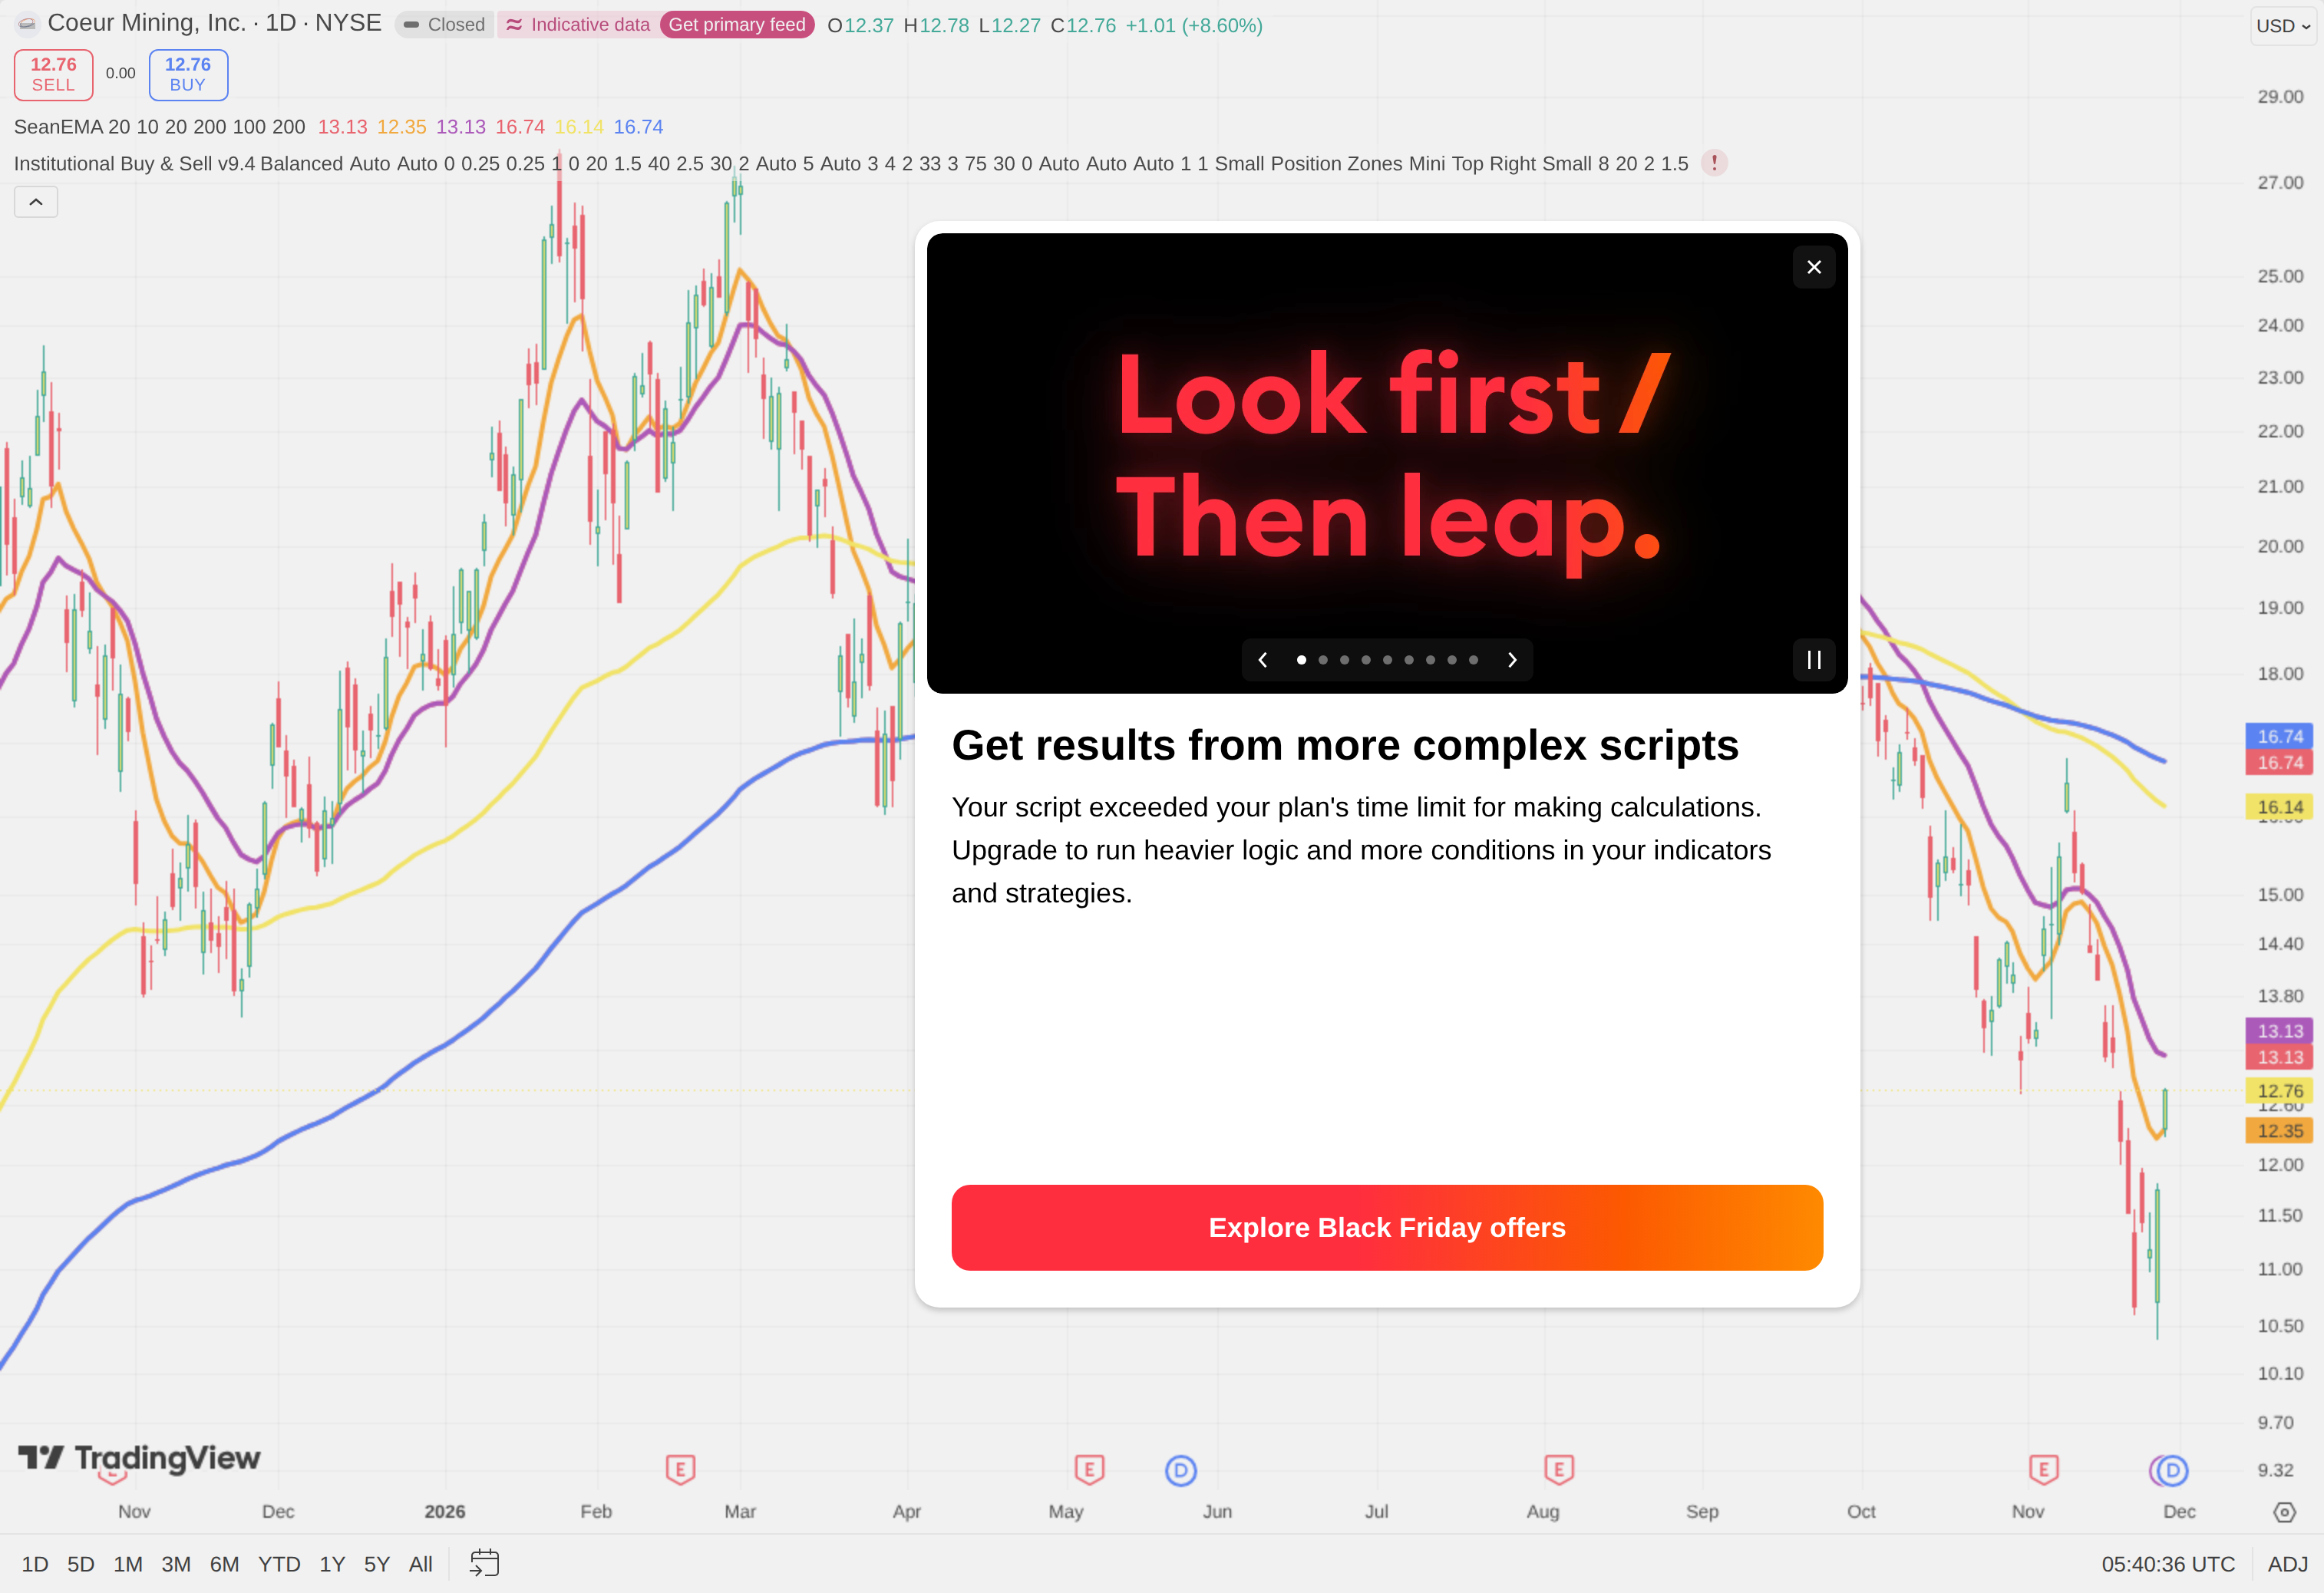 Coeur Mining, Inc. · 1D · NYSE Closed Indicative data Get primary feed O12.37 H12.78 L12.27 C12.76 +1.01 (+8.60%)
USD
12.76 SELL 0.00 12.76 BUY
SeanEMA 20 10 20 200 100 200 13.13 12.35 13.13 16.74 16.14 16.74
Institutional Buy & Sell v9.4 Balanced Auto Auto 0 0.25 0.25 1 0 20 1.5 40 2.5 30 2 Auto 5 Auto 3 4 2 33 3 75 30 0 Auto Auto Auto 1 1 Small Position Zones Mini Top Right Small 8 20 2 1.5
Look first /
Then leap.
Get results from more complex scripts
Your script exceeded your plan's time limit for making calculations.
Upgrade to run heavier logic and more conditions in your indicators
and strategies.
Explore Black Friday offers
29.00
27.00
25.00
24.00
23.00
22.00
21.00
20.00
19.00
18.00
16.74
16.74
16.14
15.00
14.40
13.80
13.13
13.13
12.76
12.60
12.35
12.00
11.50
11.00
10.50
10.10
9.70
9.32
TradingView
E E E D E E D
Nov Dec 2026 Feb Mar Apr May Jun Jul Aug Sep Oct Nov Dec
1D 5D 1M 3M 6M YTD 1Y 5Y All 05:40:36 UTC ADJ